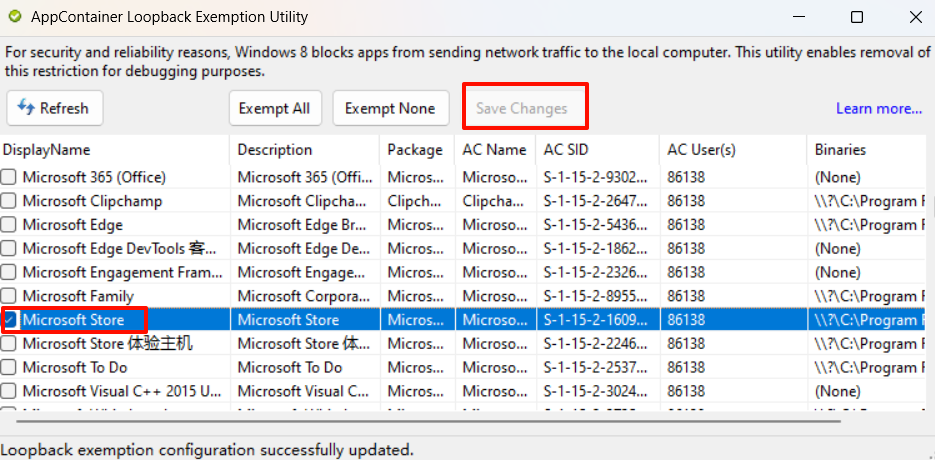 AppContainer Loopback Exemption Utility
For security and reliability reasons, Windows 8 blocks apps from sending network traffic to the local computer. This utility enables removal of
this restriction for debugging purposes.
Refresh Exempt All Exempt None Save Changes Learn more...
DisplayName Description Package AC Name AC SID AC User(s) Binaries
Microsoft 365 (Office) Microsoft 365 (Offi... Micros... Microso... S-1-15-2-9302... 86138 (None)
Microsoft Clipchamp Microsoft Clipcha... Clipch... Clipcha... S-1-15-2-2647... 86138 \\?\C:\Program F
Microsoft Edge Microsoft Edge Br... Micros... Microso... S-1-15-2-5436... 86138 \\?\C:\Program F
Microsoft Edge DevTools 客... Microsoft Edge De... Micros... Microso... S-1-15-2-1862... 86138 (None)
Microsoft Engagement Fram... Microsoft Engage... Micros... Microso... S-1-15-2-2326... 86138 (None)
Microsoft Family Microsoft Corpora... Micros... Microso... S-1-15-2-8955... 86138 \\?\C:\Program F
Microsoft Store Microsoft Store Micros... Microso... S-1-15-2-1609... 86138 \\?\C:\Program F
Microsoft Store 体验主机 Microsoft Store 体... Micros... Microso... S-1-15-2-2246... 86138 \\?\C:\Program F
Microsoft To Do Microsoft To Do Micros... Microso... S-1-15-2-2537... 86138 \\?\C:\Program F
Microsoft Visual C++ 2015 U... Microsoft Visual C... Micros... Microso... S-1-15-2-3024... 86138 (None)
Loopback exemption configuration successfully updated.